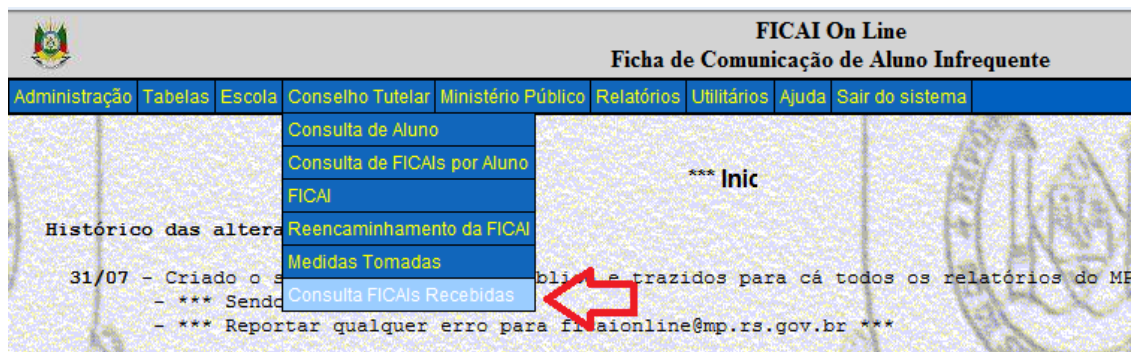 FICAI On Line
Ficha de Comunicação de Aluno Infrequente
Administração Tabelas Escola Conselho Tutelar Ministério Público Relatórios Utilitários Ajuda Sair do sistema
Consulta de Aluno
Consulta de FICAIs por Aluno
*** Inic
FICAI
Histórico das altera
Reencaminhamento da FICAI
Medidas Tomadas
31/07 - Criado o s e trazidos para cá todos os relatórios do MP
- *** Sendo
Consulta FICAIs Recebidas
- *** Reportar qualquer erro para ficaionline@mp.rs.gov.br ***